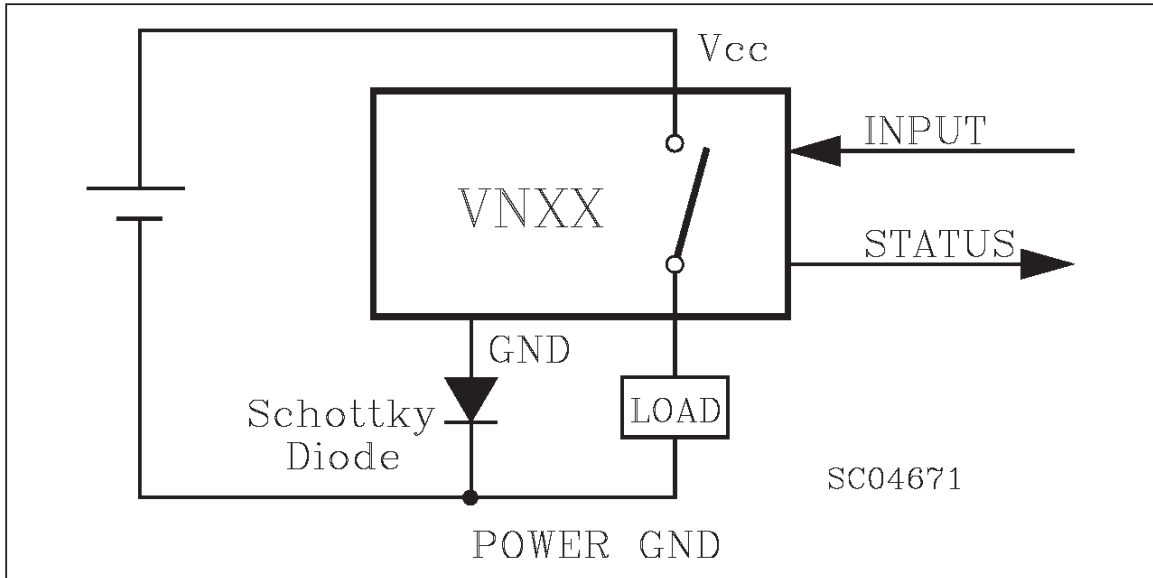 Vcc
INPUT
VNXX
STATUS
GND
Schottky
Diode
LOAD
SC04671
POWER GND